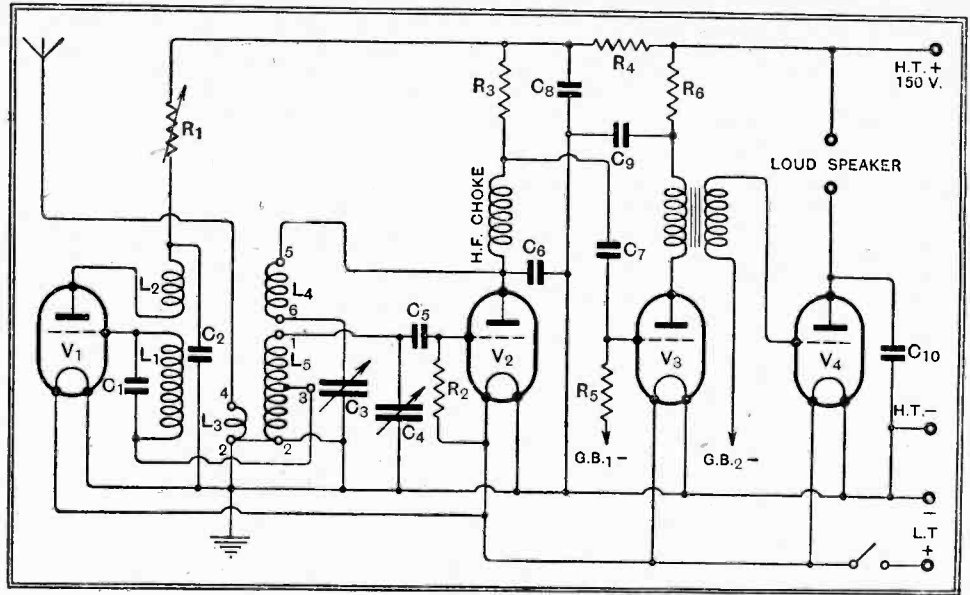 R4
H.T. +
150 V.
R3
C8
R6
R1
C9
LOUD SPEAKER
H.F. CHOKE
5
C6
C7
L2
L4
6
C5
1
V1
L1
C2
L5
V2
V3
V4
C10
C1
3
R2
4
C3
R5
L3
C4
H.T.–
2
2
G.B.1 –
G.B.2 –
–
L.T
+